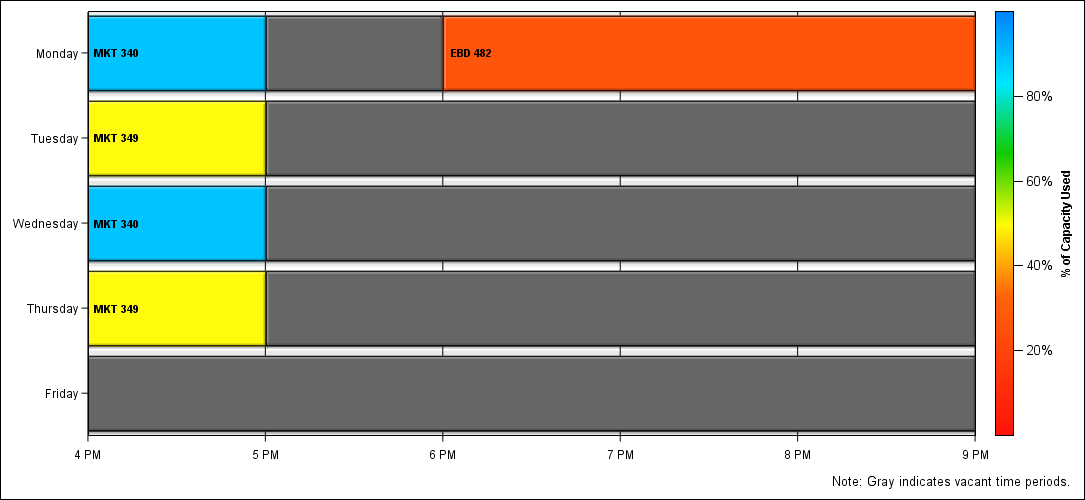 Monday
MKT 340
EBD 482
Tuesday
MKT 349
Wednesday
MKT 340
Thursday
MKT 349
Friday
4 PM
5 PM
6 PM
7 PM
8 PM
9 PM
80%
60%
40%
20%
% of Capacity Used
Note: Gray indicates vacant time periods.